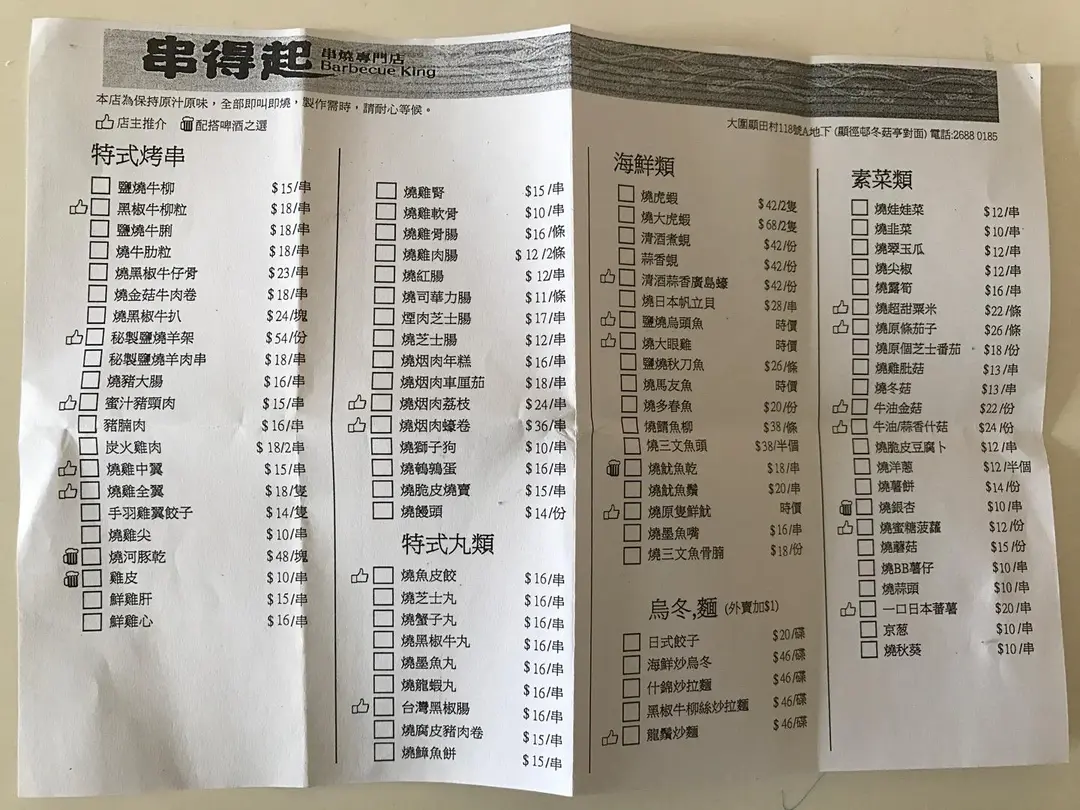 串得起 串燒專門店
Barbecue King
本店為保持原汁原味,全部即叫即燒,製作需時,請耐心等候。
店主推介 配搭啤酒之選
大圍顯田村118號A地下 (顯徑邨冬菇亭對面) 電話:2688 0185
特式烤串
鹽燒牛柳 $15/串
黑椒牛柳粒 $18/串
鹽燒牛脷 $18/串
燒牛肋粒 $18/串
燒黑椒牛仔骨 $23/串
燒金菇牛肉卷 $18/串
燒黑椒牛扒 $24/塊
秘製鹽燒羊架 $54/份
秘製鹽燒羊肉串 $18/串
燒豬大腸 $16/串
蜜汁豬頸肉 $15/串
豬腩肉 $16/串
炭火雞肉 $18/2串
燒雞中翼 $15/串
燒雞全翼 $18/隻
手羽雞翼餃子 $14/隻
燒雞尖 $10/串
燒河豚乾 $48/塊
雞皮 $10/串
鮮雞肝 $15/串
鮮雞心 $16/串
燒雞腎 $15/串
燒雞軟骨 $10/串
燒雞骨腸 $16/條
燒雞肉腸 $12/2條
燒紅腸 $12/串
燒司華力腸 $11/條
煙肉芝士腸 $17/串
燒芝士腸 $12/串
燒烟肉年糕 $16/串
燒烟肉車厘茄 $18/串
燒烟肉荔枝 $24/串
燒烟肉蠔卷 $36/串
燒獅子狗 $10/串
燒鵪鶉蛋 $16/串
燒脆皮燒賣 $15/串
燒饅頭 $14/份
特式丸類
燒魚皮餃 $16/串
燒芝士丸 $16/串
燒蟹子丸 $16/串
燒黑椒牛丸 $16/串
燒墨魚丸 $16/串
燒龍蝦丸 $16/串
台灣黑椒腸 $16/串
燒腐皮豬肉卷 $15/串
燒鱆魚餅 $15/串
海鮮類
燒虎蝦 $42/2隻
燒大虎蝦 $68/2隻
清酒煮蜆 $42/份
蒜香蜆 $42/份
清酒蒜香廣島蠔 $42/份
燒日本帆立貝 $28/串
鹽燒烏頭魚 時價
燒大眼雞 時價
鹽燒秋刀魚 $26/條
燒馬友魚 時價
燒多春魚 $20/份
燒鯖魚柳 $38/條
燒三文魚頭 $38/半個
燒魷魚乾 $18/串
燒魷魚鬚 $20/串
燒原隻鮮魷 時價
燒墨魚嘴 $16/串
燒三文魚骨腩 $18/份
烏冬,麵 (外賣加$1)
日式餃子 $20/碟
海鮮炒烏冬 $46/碟
什錦炒拉麵 $46/碟
黑椒牛柳絲炒拉麵 $46/碟
龍鬚炒麵 $46/碟
素菜類
燒娃娃菜 $12/串
燒韭菜 $10/串
燒翠玉瓜 $12/串
燒尖椒 $12/串
燒露筍 $16/串
燒超甜粟米 $22/條
燒原條茄子 $26/條
燒原個芝士番茄 $18/份
燒雞肶菇 $13/串
燒冬菇 $13/串
牛油金菇 $22/份
牛油/蒜香什菇 $24/份
燒脆皮豆腐卜 $12/串
燒洋蔥 $12/半個
燒薯餅 $14/份
燒銀杏 $10/串
燒蜜糖菠蘿 $12/份
燒蘑菇 $15/份
燒BB薯仔 $10/串
燒蒜頭 $10/串
一口日本蕃薯 $20/串
京葱 $10/串
燒秋葵 $10/串